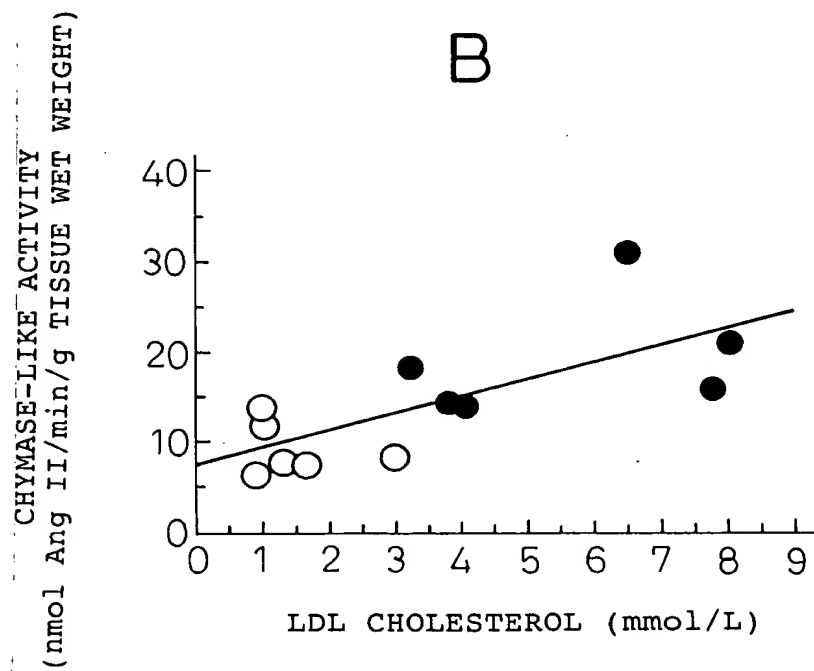 B
CHYMASE-LIKE ACTIVITY
(nmol Ang II/min/g TISSUE WET WEIGHT)
40
30
20
10
0
0 1 2 3 4 5 6 7 8 9
LDL CHOLESTEROL (mmol/L)